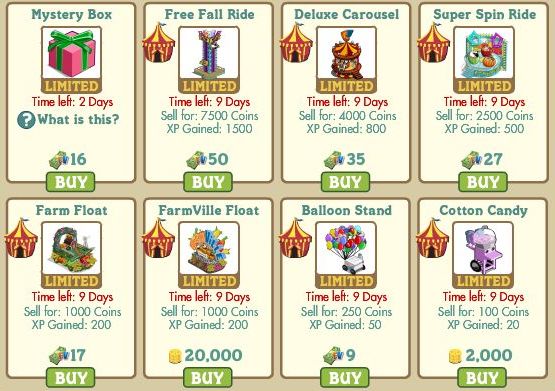 Mystery Box
LIMITED
Time left: 2 Days
What is this?
16
BUY
Free Fall Ride
LIMITED
Time left: 9 Days
Sell for: 7500 Coins
XP Gained: 1500
50
BUY
Deluxe Carousel
LIMITED
Time left: 9 Days
Sell for: 4000 Coins
XP Gained: 800
35
BUY
Super Spin Ride
LIMITED
Time left: 9 Days
Sell for: 2500 Coins
XP Gained: 500
27
BUY
Farm Float
LIMITED
Time left: 9 Days
Sell for: 1000 Coins
XP Gained: 200
17
BUY
FarmVille Float
LIMITED
Time left: 9 Days
Sell for: 1000 Coins
XP Gained: 200
20,000
BUY
Balloon Stand
LIMITED
Time left: 9 Days
Sell for: 250 Coins
XP Gained: 50
9
BUY
Cotton Candy
LIMITED
Time left: 9 Days
Sell for: 100 Coins
XP Gained: 20
2,000
BUY